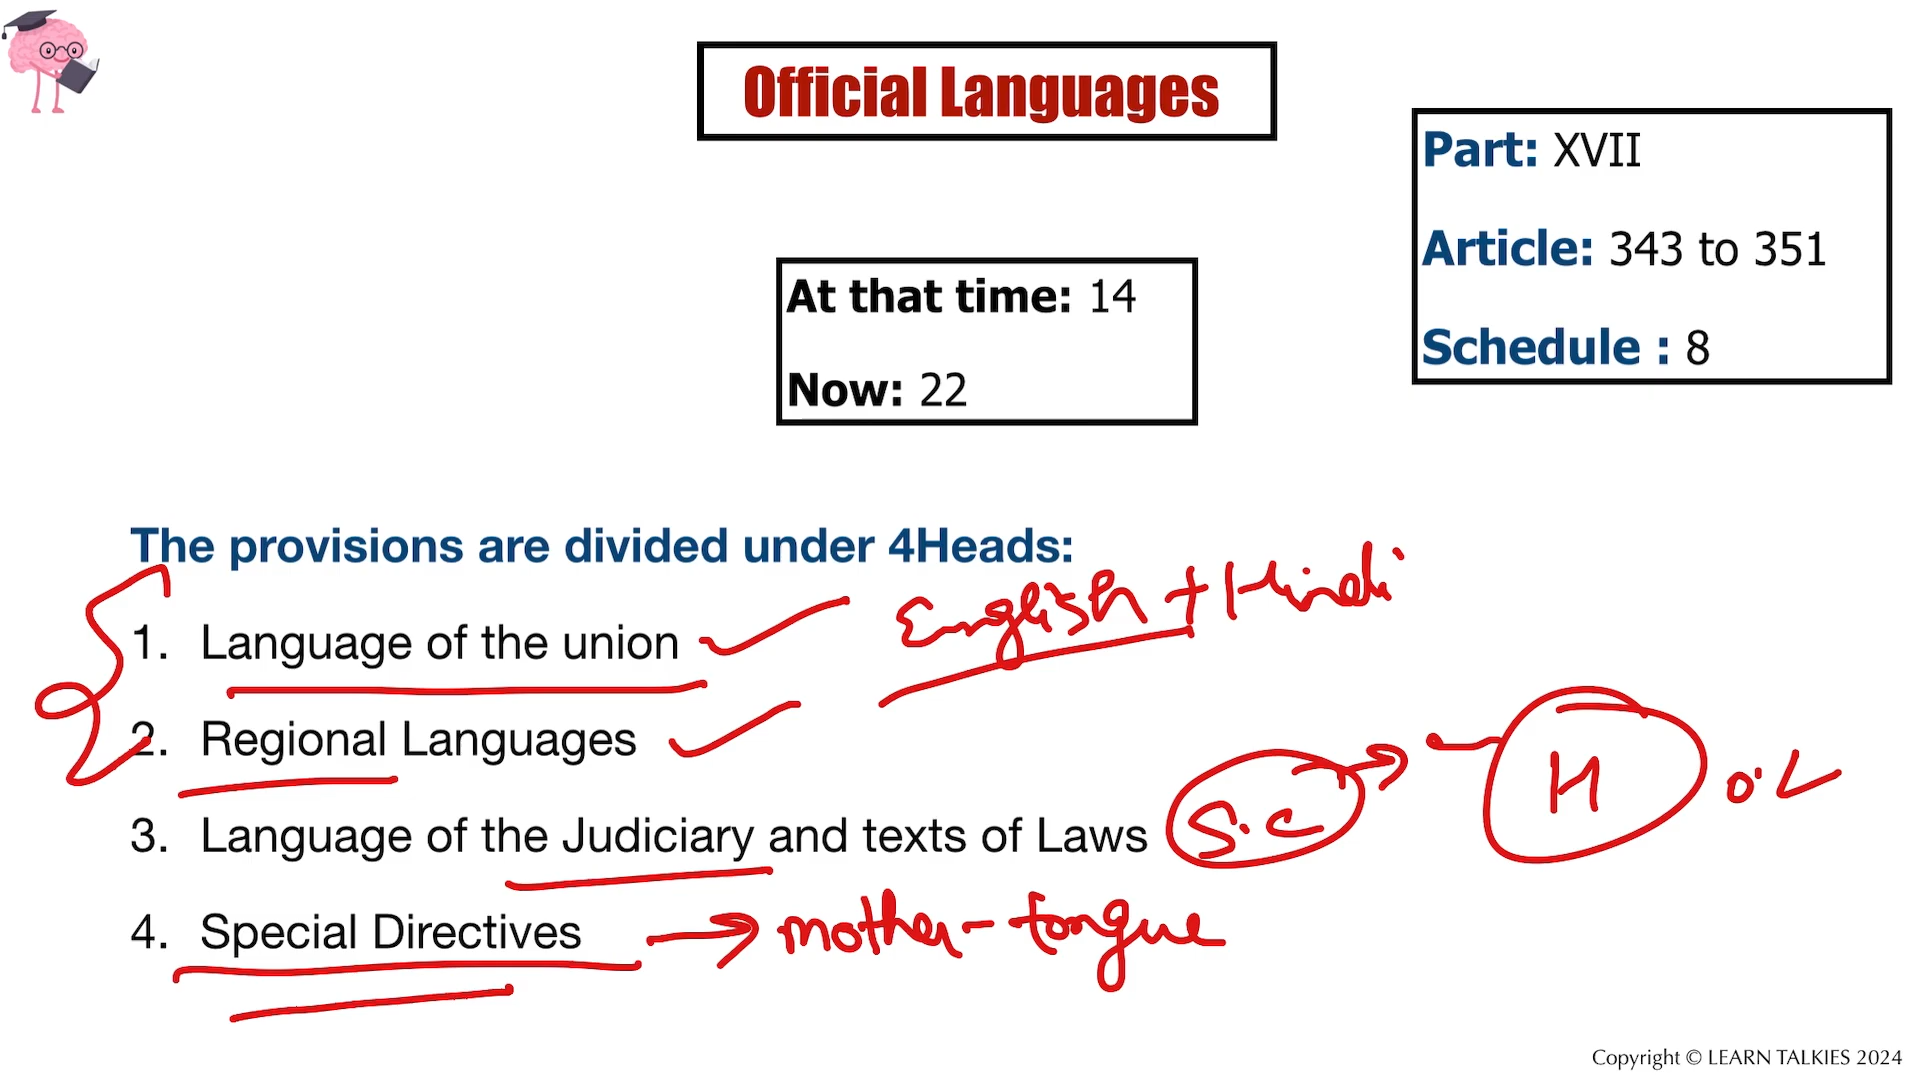 Official Languages
Part: XVII
Article: 343 to 351
Schedule : 8
At that time: 14
Now: 22
The provisions are divided under 4Heads:
English + Hindi
1. Language of the union
2. Regional Languages
H
3. Language of the Judiciary and texts of Laws S.C
4. Special Directives → mother-tongue
Copyright © LEARN TALKIES 2024